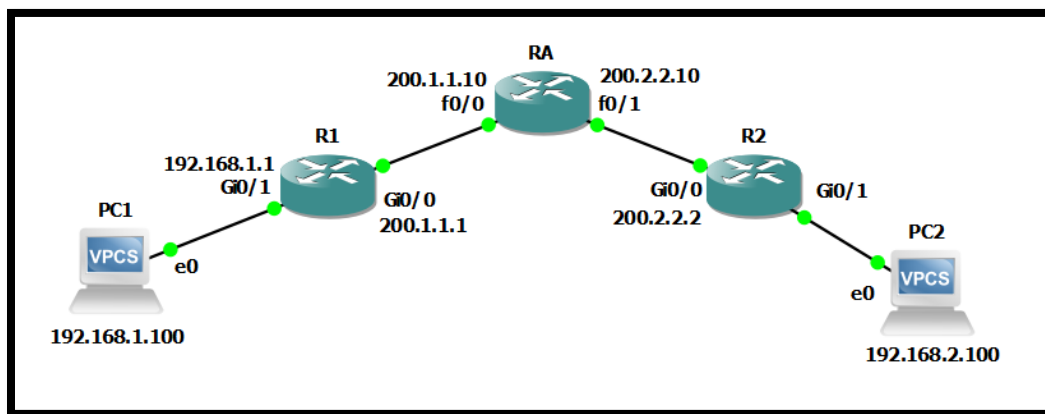 RA
200.1.1.10
200.2.2.10
f0/0
f0/1
R1
R2
192.168.1.1
Gi0/1
Gi0/0
200.1.1.1
Gi0/0
Gi0/1
200.2.2.2
PC1
VPCS
e0
192.168.1.100
PC2
VPCS
e0
192.168.2.100